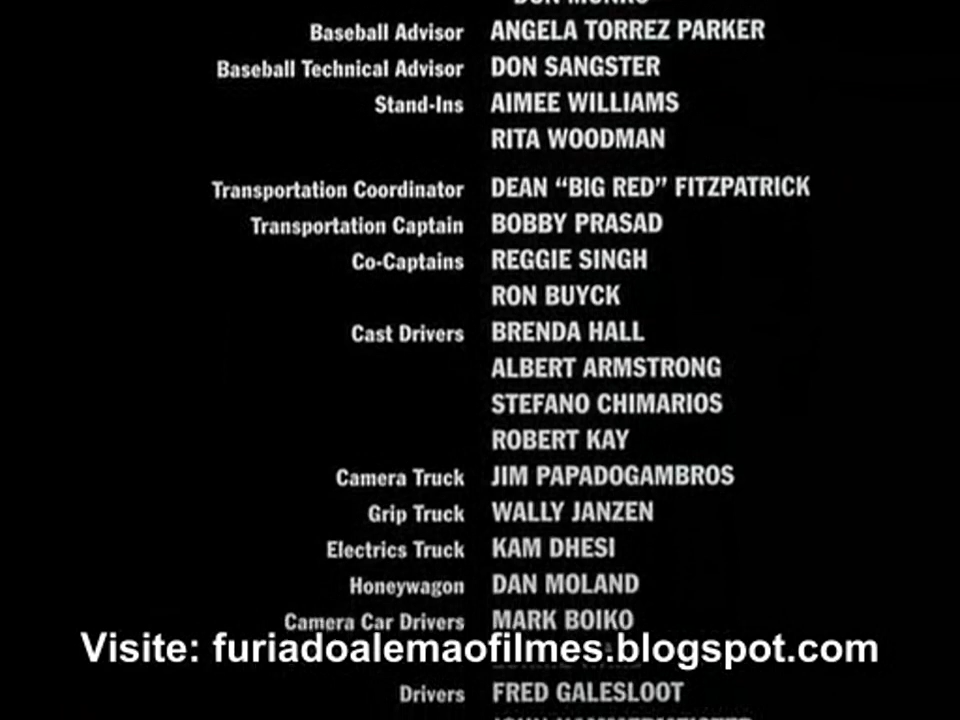 Baseball Advisor ANGELA TORREZ PARKER
Baseball Technical Advisor DON SANGSTER
Stand-Ins AIMEE WILLIAMS
RITA WOODMAN
Transportation Coordinator DEAN “BIG RED” FITZPATRICK
Transportation Captain BOBBY PRASAD
Co-Captains REGGIE SINGH
RON BUYCK
Cast Drivers BRENDA HALL
ALBERT ARMSTRONG
STEFANO CHIMARIOS
ROBERT KAY
Camera Truck JIM PAPADOGAMBROS
Grip Truck WALLY JANZEN
Electrics Truck KAM DHESI
Honeywagon DAN MOLAND
Camera Car Drivers MARK BOIKO
Visite: furiadoalemaofilmes.blogspot.com
Drivers FRED GALESLOOT